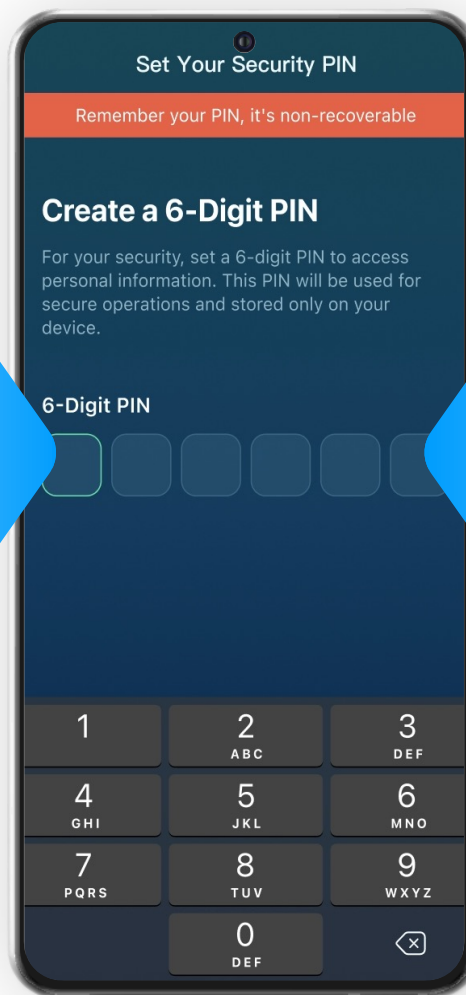 Set Your Security PIN
Remember your PIN, it's non-recoverable
Create a 6-Digit PIN
For your security, set a 6-digit PIN to access
personal information. This PIN will be used for
secure operations and stored only on your
device.
6-Digit PIN
1 2 3
ABC DEF
4 5 6
GHI JKL MNO
7 8 9
PQRS TUV WXYZ
0
DEF